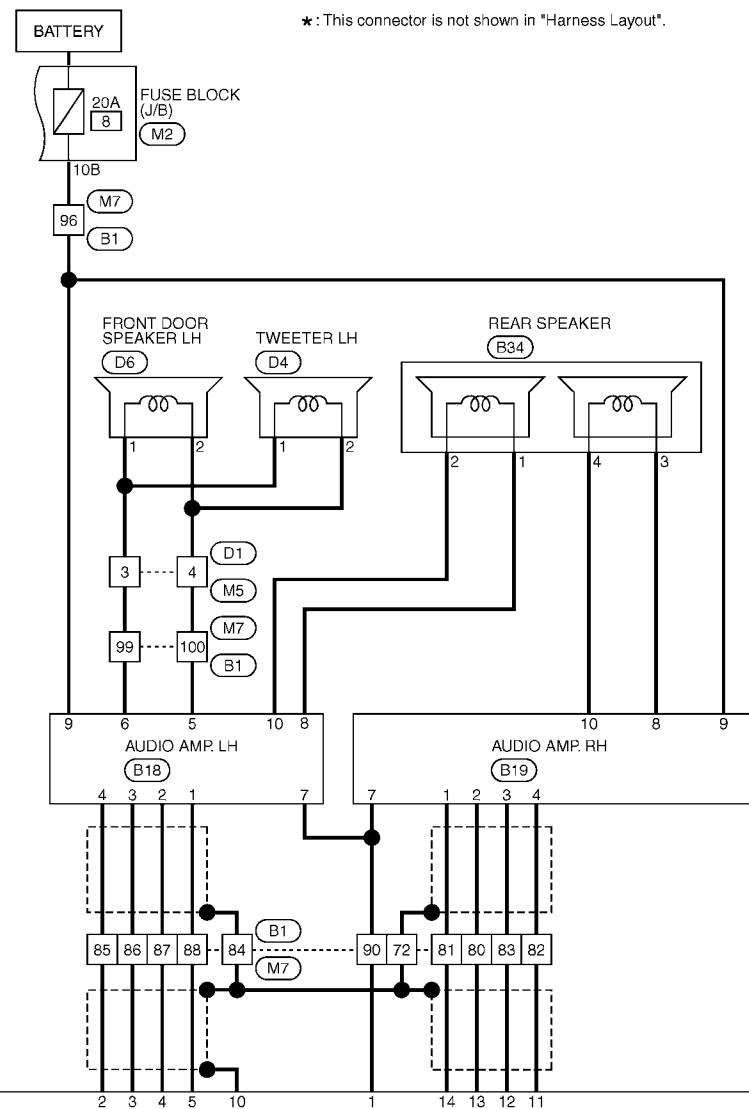 ★ : This connector is not shown in "Harness Layout".
BATTERY
20A
8
FUSE BLOCK
(J/B)
M2
10B
M7
96
B1
FRONT DOOR
SPEAKER LH
D6
TWEETER LH
D4
REAR SPEAKER
B34
1 2 1 2 2 1 4 3
3 4
D1
M5
99 100
M7
B1
9 6 5 10 8 10 8 9
AUDIO AMP. LH
B18
AUDIO AMP. RH
B19
4 3 2 1 7 7 1 2 3 4
B1
85 86 87 88 84 90 72 81 80 83 82
M7
2 3 4 5 10 1 14 13 12 11